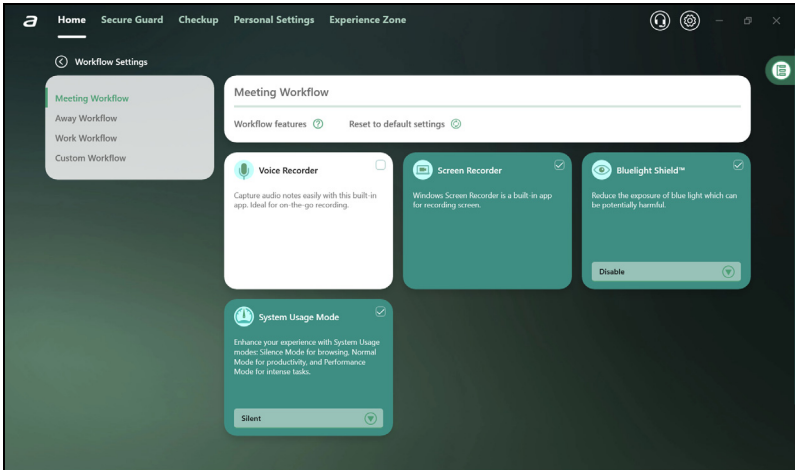 a Home Secure Guard Checkup Personal Settings Experience Zone
Workflow Settings
Meeting Workflow
Away Workflow
Work Workflow
Custom Workflow
Meeting Workflow
Workflow features ? Reset to default settings
Voice Recorder
Capture audio notes easily with this built-in
app. Ideal for on-the-go recording.
Screen Recorder
Windows Screen Recorder is a built-in app
for recording screen.
Bluelight Shield™
Reduce the exposure of blue light which can
be potentially harmful.
Disable
System Usage Mode
Enhance your experience with System Usage
modes: Silence Mode for browsing, Normal
Mode for productivity, and Performance
Mode for intense tasks.
Silent